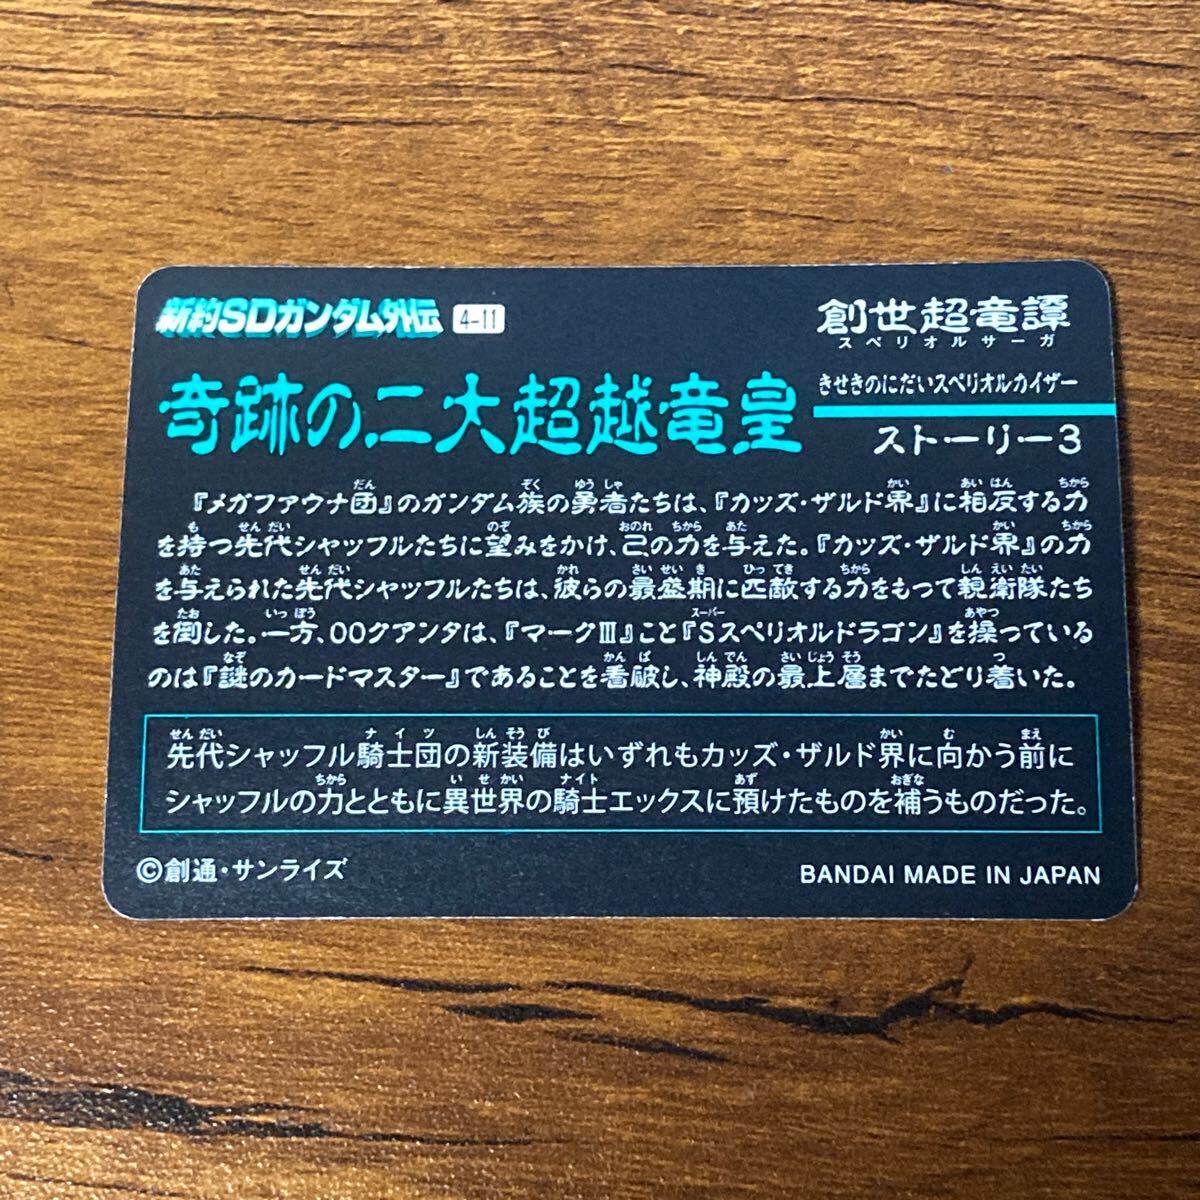 新約SDガンダム外伝 4-11
創世超竜譚
スペリオルサーガ
奇跡の二大超越竜皇
きせきのにだいスペリオルカイザー
ストーリー3
『メガファウナ団』のガンダム族の勇者たちは、『カッズ・ザルド界』に相反する力
を持つ先代シャッフルたちに望みをかけ、己の力を与えた。『カッズ・ザルド界』の力
を与えられた先代シャッフルたちは、彼らの最盛期に匹敵する力をもって親衛隊たち
を倒した。一方、00クアンタは、『マークⅢ』こと『Sスペリオルドラゴン』を操っている
のは『謎のカードマスター』であることを看破し、神殿の最上層までたどり着いた。
先代シャッフル騎士団の新装備はいずれもカッズ・ザルド界に向かう前に
シャッフルの力とともに異世界の騎士エックスに預けたものを補うものだった。
©創通・サンライズ
BANDAI MADE IN JAPAN